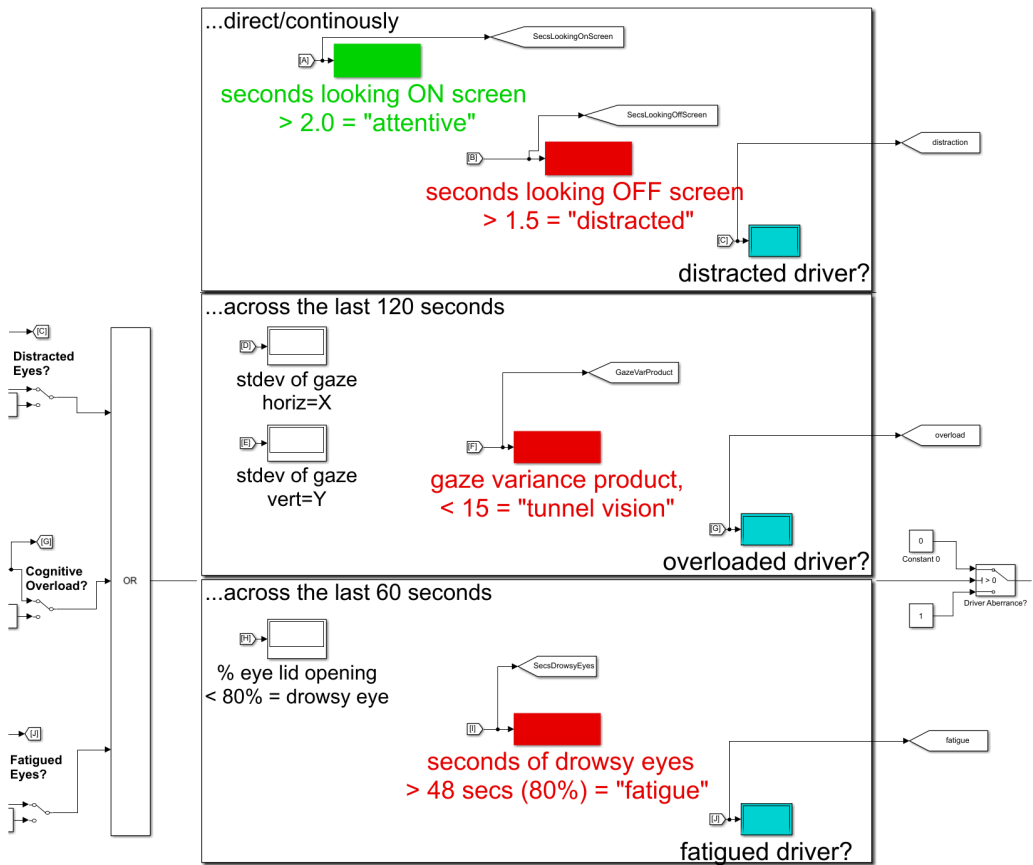 ...direct/continously
SecsLookingOnScreen
[A]
seconds looking ON screen
> 2.0 = "attentive"
SecsLookingOffScreen
[B]
seconds looking OFF screen
> 1.5 = "distracted"
distraction
[C]
distracted driver?
...across the last 120 seconds
[D]
stdev of gaze
horiz=X
[E]
stdev of gaze
vert=Y
GazeVarProduct
[F]
gaze variance product,
< 15 = "tunnel vision"
overload
[G]
overloaded driver?
...across the last 60 seconds
[H]
% eye lid opening
< 80% = drowsy eye
SecsDrowsyEyes
[I]
seconds of drowsy eyes
> 48 secs (80%) = "fatigue"
fatigue
[J]
fatigued driver?
[C]
Distracted
Eyes?
[G]
Cognitive
Overload?
[J]
Fatigued
Eyes?
OR
0
Constant 0
> 0
1
Driver Aberrance?